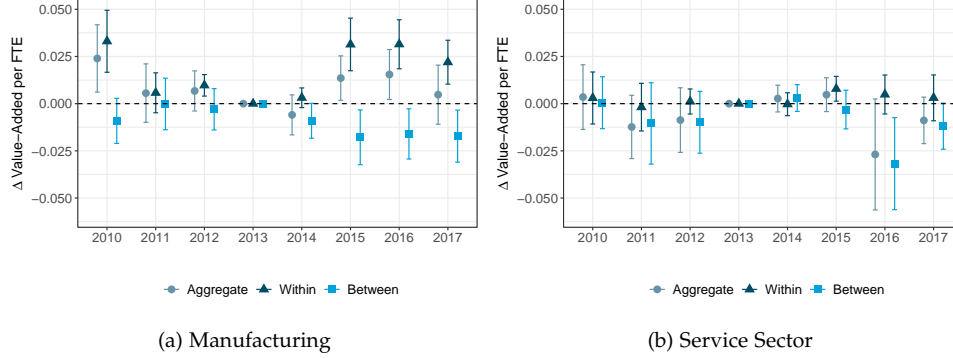 Δ Value−Added per FTE
0.050
0.025
0.000
−0.025
−0.050
2010 2011 2012 2013 2014 2015 2016 2017
Aggregate Within Between
(a) Manufacturing
Δ Value−Added per FTE
0.050
0.025
0.000
−0.025
−0.050
2010 2011 2012 2013 2014 2015 2016 2017
Aggregate Within Between
(b) Service Sector